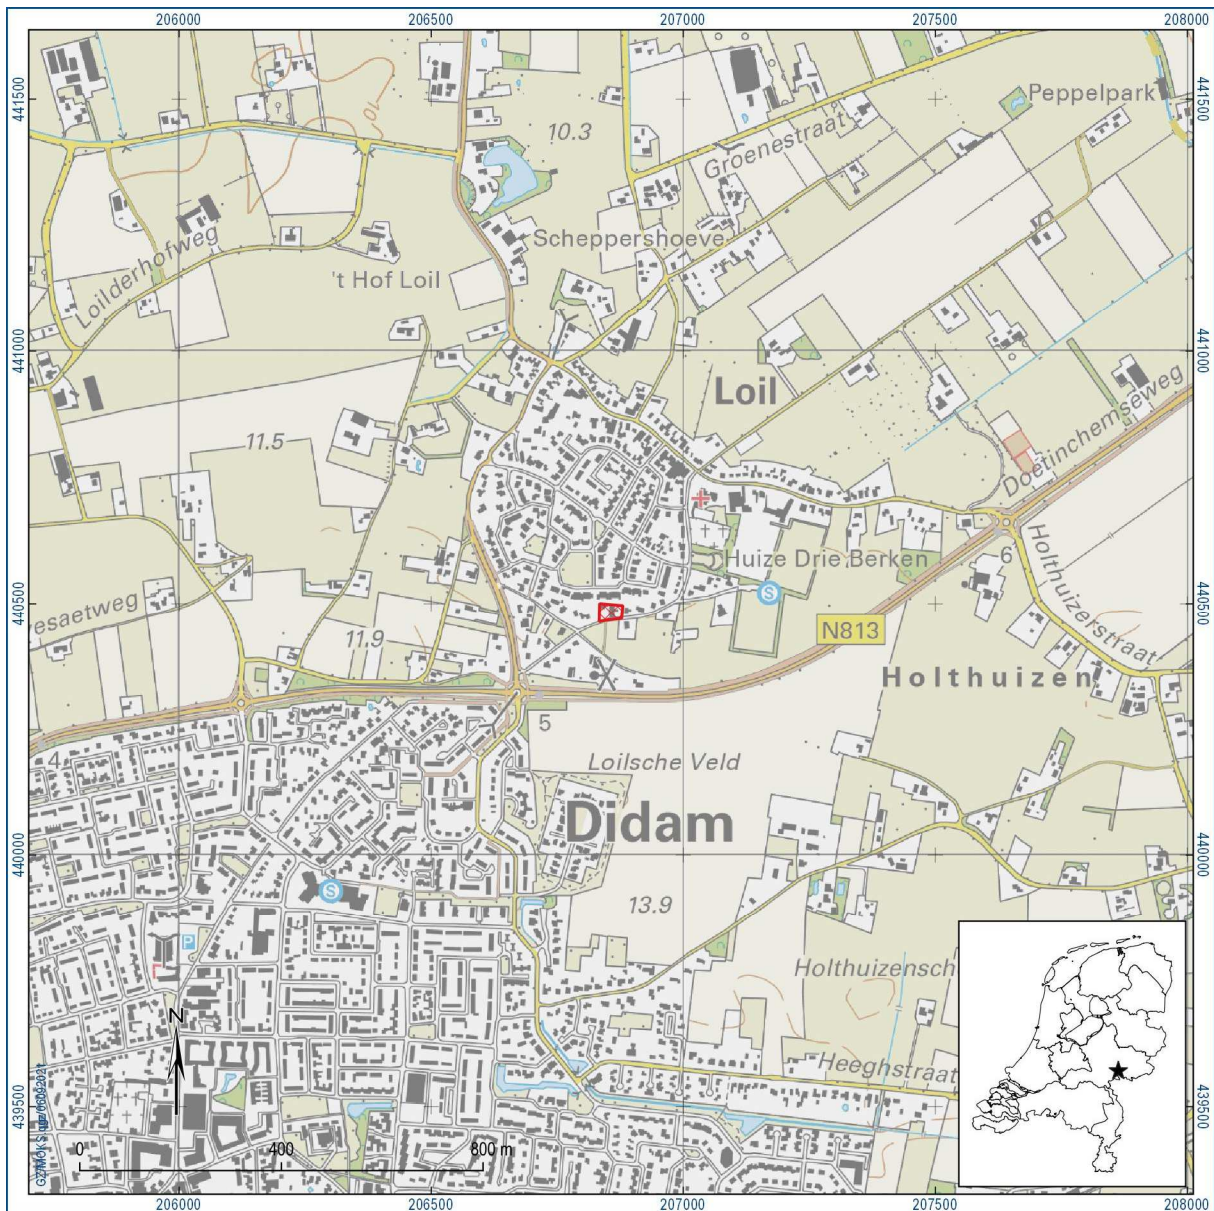 206000
206500
207000
207500
208000
441500
441500
Peppelpark
10.3
10
Groenestraat
Loilderhofweg
Scheppershoeve
't Hof Loil
441000
441000
Loil
Doetinchemseweg
11.5
Huize Drie Berken
6
Holthuizerstraat
S
440500
440500
esaetweg
11.9
N813
Holthuizen
5
4
Loilsche Veld
Didam
440000
440000
S
13.9
P
Holthuizensch
N
Heeghstraat
439500
439500
0
400
800 m
206000
206500
207000
207500
208000